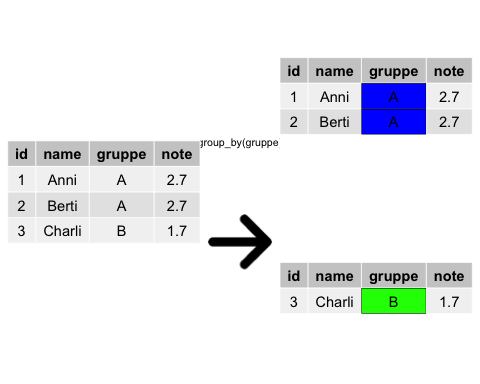 id name gruppe note
1 Anni A 2.7
2 Berti A 2.7
3 Charli B 1.7
group_by(gruppe
id name gruppe note
1 Anni A 2.7
2 Berti A 2.7
id name gruppe note
3 Charli B 1.7